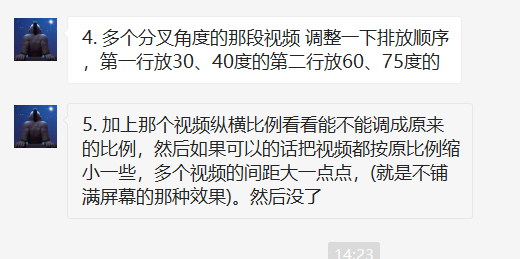 4. 多个分叉角度的那段视频 调整一下排放顺序
，第一行放30、40度的第二行放60、75度的
5. 加上那个视频纵横比例看看能不能调成原来
的比例，然后如果可以的话把视频都按原比例缩
小一些，多个视频的间距大一点点，(就是不铺
满屏幕的那种效果)。然后没了
14:23